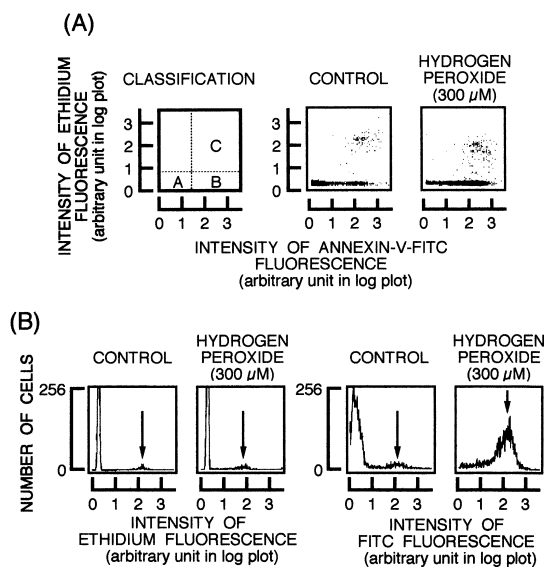 (A)
CLASSIFICATION
CONTROL
HYDROGEN
PEROXIDE
(300 µM)
INTENSITY OF ETHIDIUM
FLUORESCENCE
(arbitrary unit in log plot)
3
2
1
0
A
B
C
3
2
1
0
0 1 2 3
0 1 2 3
0 1 2 3
INTENSITY OF ANNEXIN-V-FITC
FLUORESCENCE
(arbitrary unit in log plot)
(B)
CONTROL
HYDROGEN
PEROXIDE
(300 µM)
CONTROL
HYDROGEN
PEROXIDE
(300 µM)
NUMBER OF CELLS
256
0
256
0
0 1 2 3
0 1 2 3
0 1 2 3
0 1 2 3
INTENSITY OF
ETHIDIUM FLUORESCENCE
(arbitrary unit in log plot)
INTENSITY OF
FITC FLUORESCENCE
(arbitrary unit in log plot)